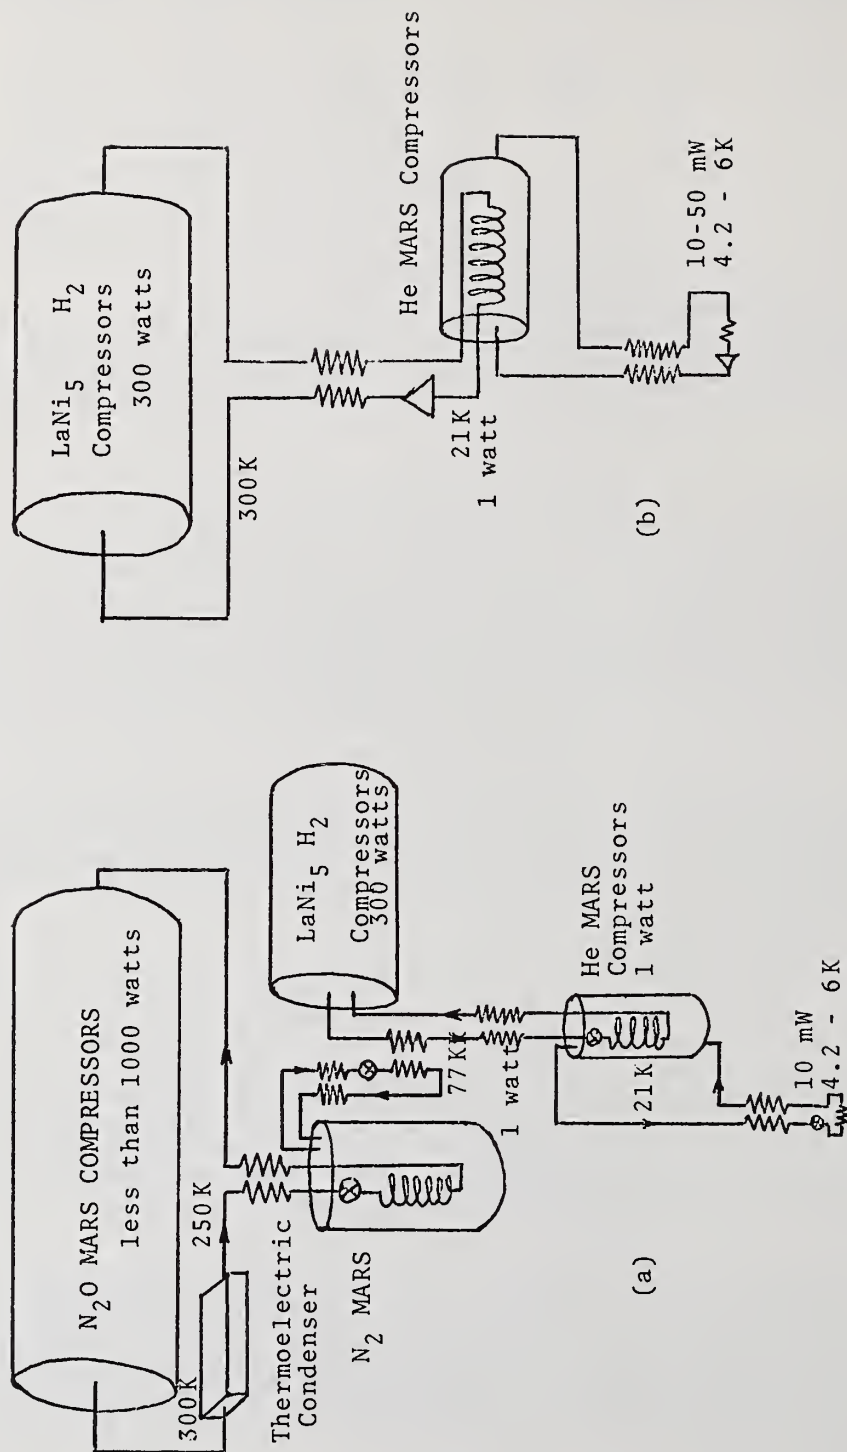 N2O MARS COMPRESSORS
less than 1000 watts
300K
250K
Thermoelectric
Condenser
N2 MARS
LaNi5 H2
Compressors
300 watts
77K
1 watt
He MARS
Compressors
1 watt
21K
10 mW
4.2 - 6K
(a)
LaNi5 H2
Compressors
300 watts
300K
He MARS Compressors
21K
1 watt
10-50 mW
4.2 - 6K
(b)